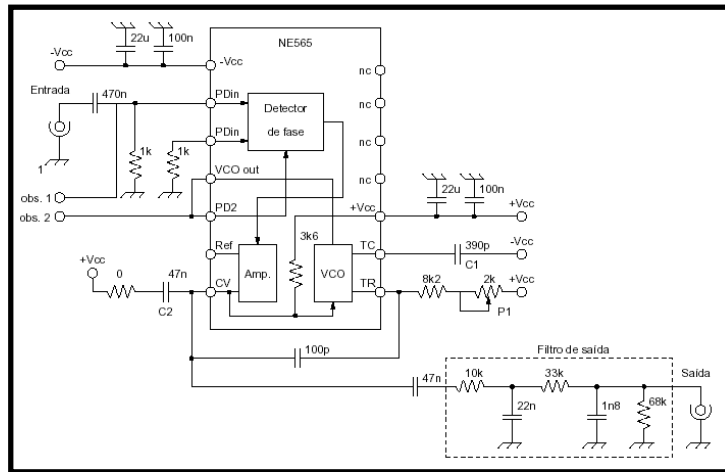 NE565
22u
100n
-Vcc
-Vcc
nc
Entrada
470n
PDin
Detector
de fase
nc
PDin
1k
1k
1
VCO out
nc
22u
100n
obs. 1
obs. 2
PD2
+Vcc
+Vcc
3k6
Ref
TC
390p
-Vcc
C1
+Vcc
0
47n
C2
CV
Amp.
VCO
TR
8k2
2k
+Vcc
P1
100p
Filtro de saída
47n
10k
33k
Saída
22n
1n8
68k